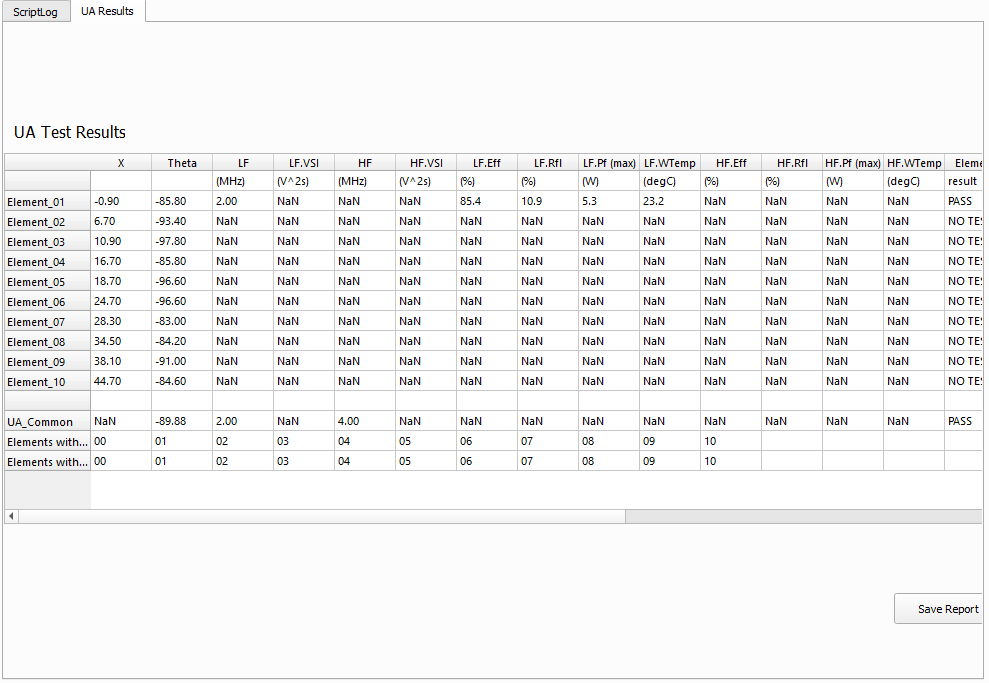 ScriptLog UA Results
UA Test Results
X Theta LF LF.VSI HF HF.VSI LF.Eff LF.Rfl LF.Pf (max) LF.WTemp HF.Eff HF.Rfl HF.Pf (max) HF.WTemp Eleme
(MHz) (V^2s) (MHz) (V^2s) (%) (%) (W) (degC) (%) (%) (W) (degC) result
Element_01 -0.90 -85.80 2.00 NaN NaN NaN 85.4 10.9 5.3 23.2 NaN NaN NaN NaN PASS
Element_02 6.70 -93.40 NaN NaN NaN NaN NaN NaN NaN NaN NaN NaN NaN NaN NO TES
Element_03 10.90 -97.80 NaN NaN NaN NaN NaN NaN NaN NaN NaN NaN NaN NaN NO TES
Element_04 16.70 -85.80 NaN NaN NaN NaN NaN NaN NaN NaN NaN NaN NaN NaN NO TES
Element_05 18.70 -96.60 NaN NaN NaN NaN NaN NaN NaN NaN NaN NaN NaN NaN NO TES
Element_06 24.70 -96.60 NaN NaN NaN NaN NaN NaN NaN NaN NaN NaN NaN NaN NO TES
Element_07 28.30 -83.00 NaN NaN NaN NaN NaN NaN NaN NaN NaN NaN NaN NaN NO TES
Element_08 34.50 -84.20 NaN NaN NaN NaN NaN NaN NaN NaN NaN NaN NaN NaN NO TES
Element_09 38.10 -91.00 NaN NaN NaN NaN NaN NaN NaN NaN NaN NaN NaN NaN NO TES
Element_10 44.70 -84.60 NaN NaN NaN NaN NaN NaN NaN NaN NaN NaN NaN NaN NO TES
UA_Common NaN -89.88 2.00 NaN 4.00 NaN NaN NaN NaN NaN NaN NaN NaN NaN PASS
Elements with... 00 01 02 03 04 05 06 07 08 09 10
Elements with... 00 01 02 03 04 05 06 07 08 09 10
Save Report